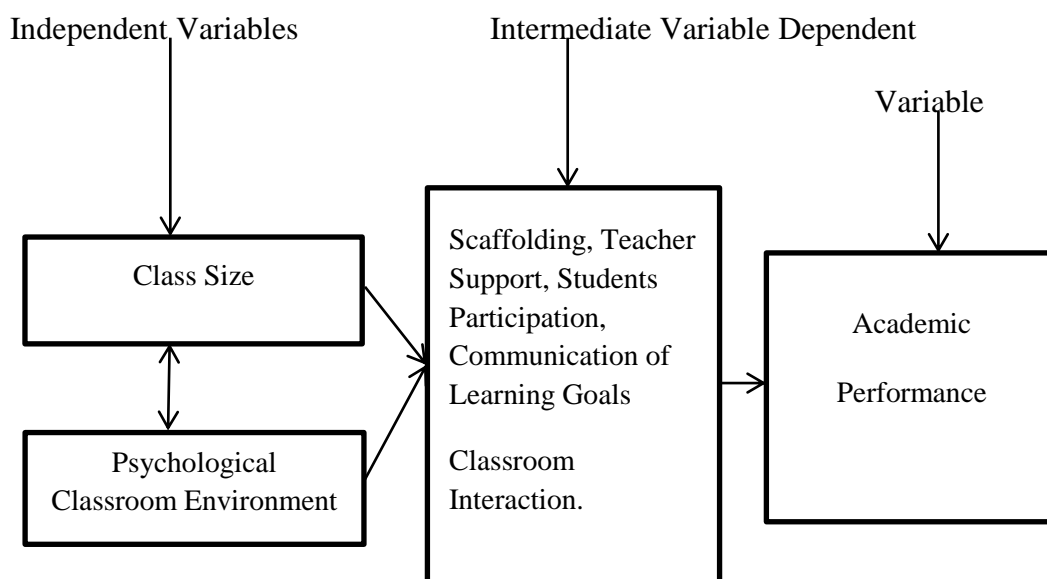 Independent Variables
Intermediate Variable Dependent
Variable
Class Size
Psychological
Classroom Environment
Scaffolding, Teacher
Support, Students
Participation,
Communication of
Learning Goals
Classroom
Interaction.
Academic
Performance